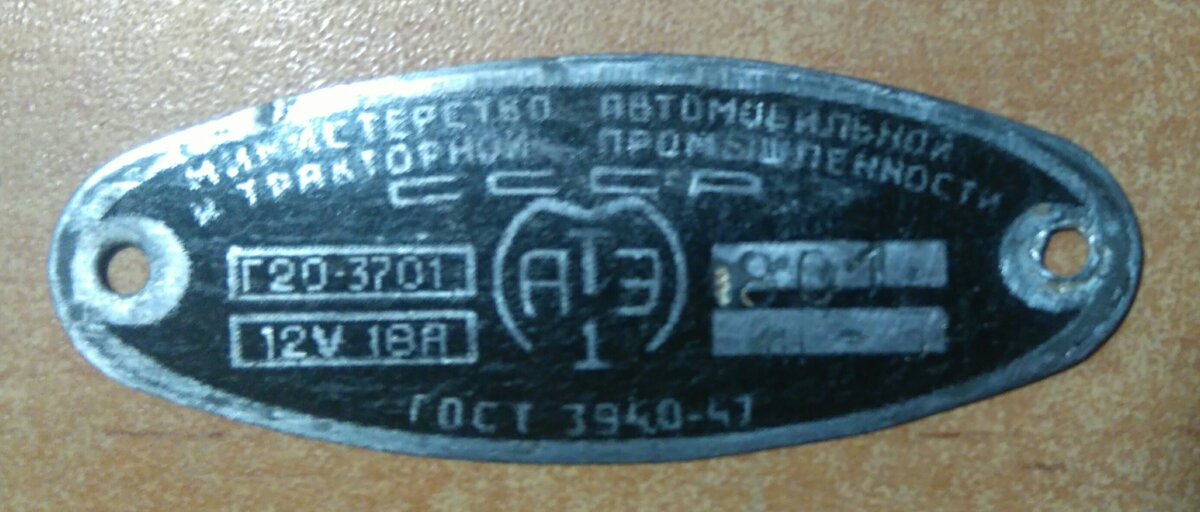 МИНИСТЕРСТВО АВТОМОБИЛЬНОЙ
И ТРАКТОРНОЙ ПРОМЫШЛЕННОСТИ
СССР
Г20-3701
12V 18A
АТЭ
1
ГОСТ 3940-47